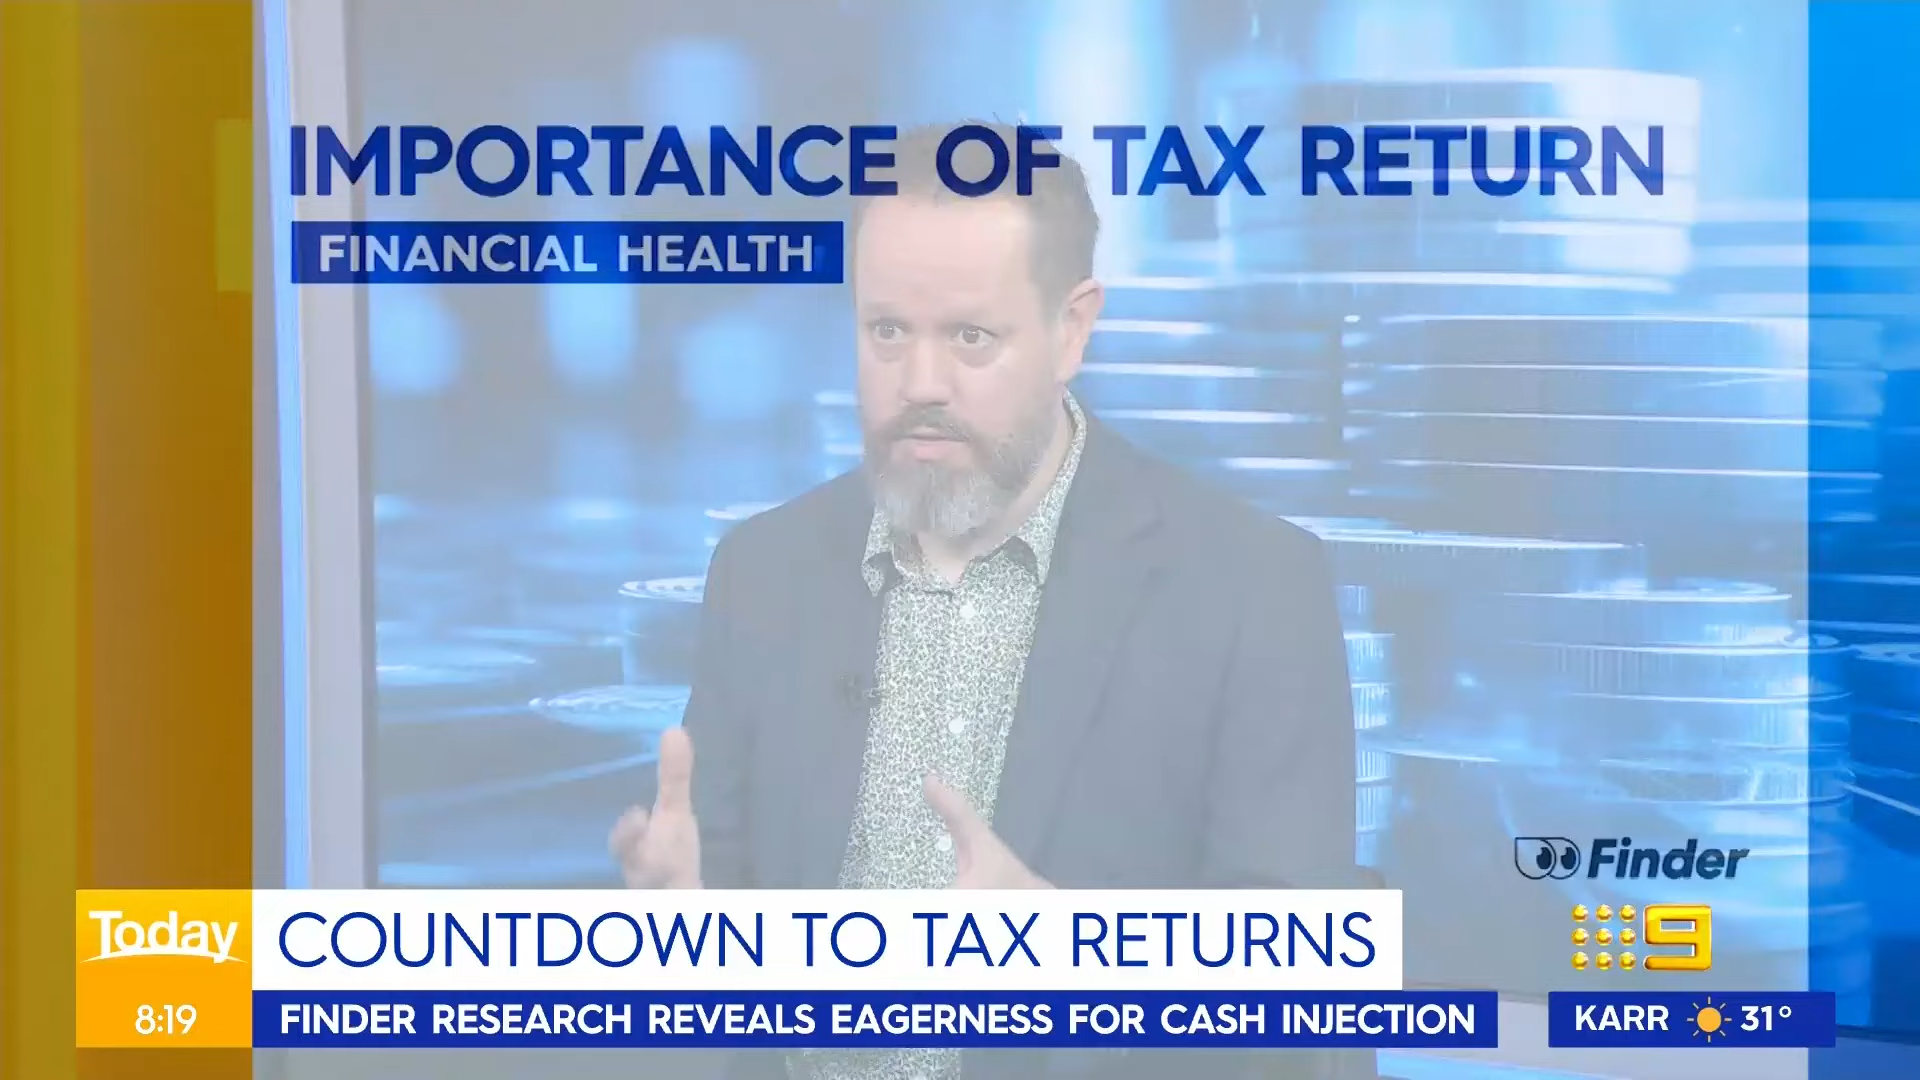 IMPORTANCE OF TAX RETURN
FINANCIAL HEALTH
Finder
Today
COUNTDOWN TO TAX RETURNS
9
8:19
FINDER RESEARCH REVEALS EAGERNESS FOR CASH INJECTION
KARR 31°